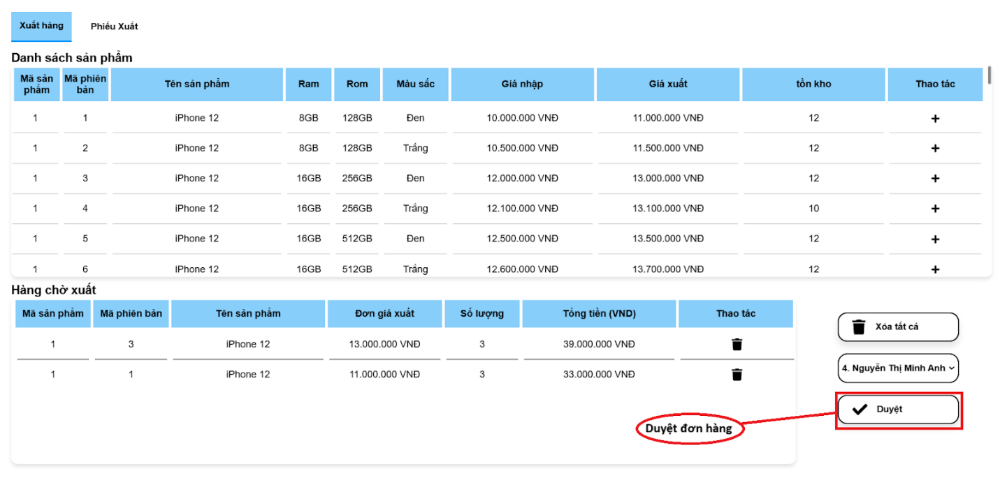 Xuất hàng Phiếu Xuất
Danh sách sản phẩm
Mã sản phẩm Mã phiên bản Tên sản phẩm Ram Rom Màu sắc Giá nhập Giá xuất tồn kho Thao tác
1 1 iPhone 12 8GB 128GB Đen 10.000.000 VNĐ 11.000.000 VNĐ 12 +
1 2 iPhone 12 8GB 128GB Trắng 10.500.000 VNĐ 11.500.000 VNĐ 12 +
1 3 iPhone 12 16GB 256GB Đen 12.000.000 VNĐ 13.000.000 VNĐ 12 +
1 4 iPhone 12 16GB 256GB Trắng 12.100.000 VNĐ 13.100.000 VNĐ 10 +
1 5 iPhone 12 16GB 512GB Đen 12.500.000 VNĐ 13.500.000 VNĐ 12 +
1 6 iPhone 12 16GB 512GB Trắng 12.600.000 VNĐ 13.700.000 VNĐ 12 +
Hàng chờ xuất
Mã sản phẩm Mã phiên bản Tên sản phẩm Đơn giá xuất Số lượng Tổng tiền (VND) Thao tác
1 3 iPhone 12 13.000.000 VNĐ 3 39.000.000 VNĐ
1 1 iPhone 12 11.000.000 VNĐ 3 33.000.000 VNĐ
Xóa tất cả
4. Nguyễn Thị Minh Anh
Duyệt
Duyệt đơn hàng